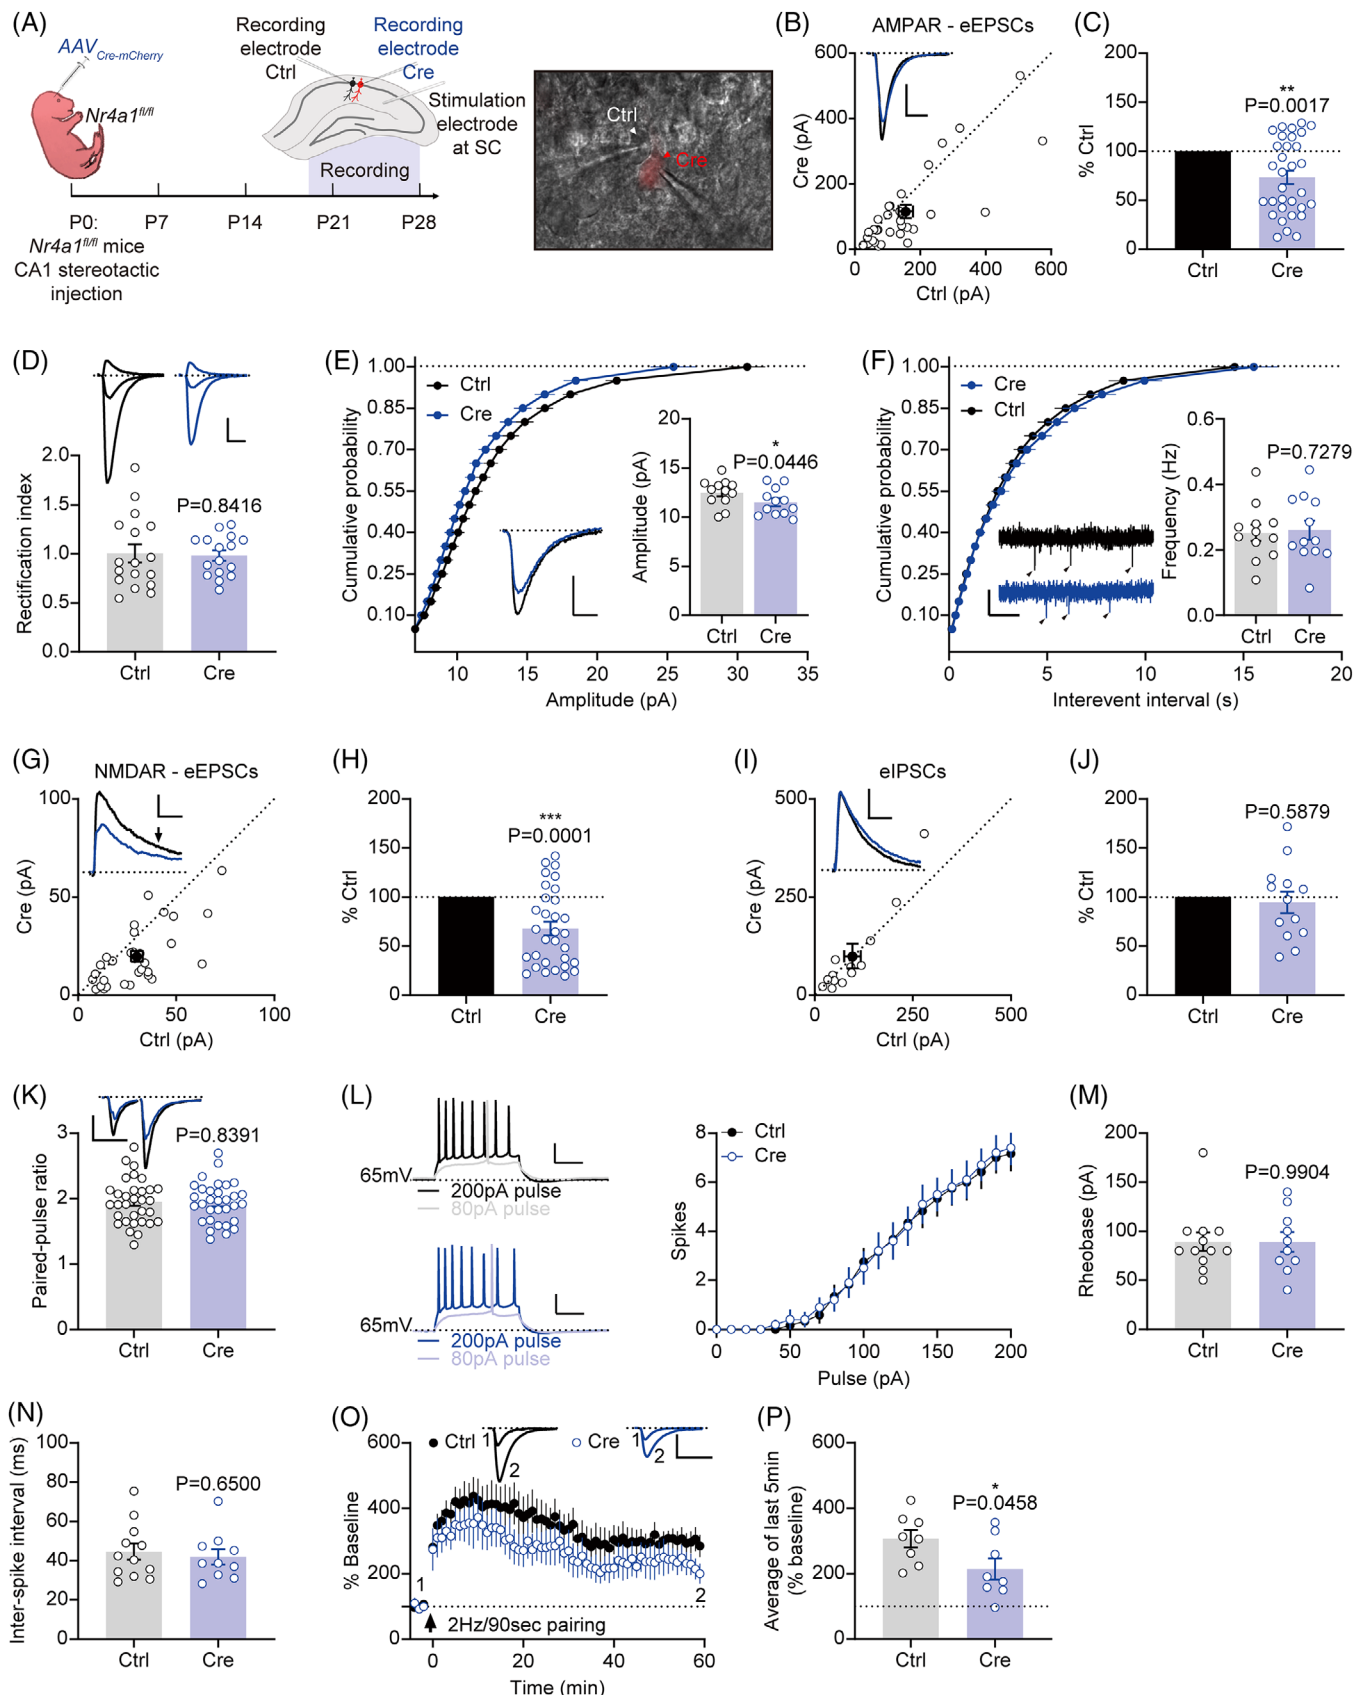 (A)
AAV Cre-mCherry
Nr4a1fl/fl
Recording
electrode
Ctrl
Recording
electrode
Cre
Stimulation
electrode
at SC
Recording
P0:
P7
P14
P21
P28
Nr4a1fl/fl mice
CA1 stereotactic
injection
Ctrl
Cre
(B)
AMPAR - eEPSCs
600
400
200
0
Cre (pA)
0 200 400 600
Ctrl (pA)
(C)
200
150
100
50
0
% Ctrl
**
P=0.0017
Ctrl Cre
(D)
2.0
1.5
1.0
0.5
0.0
Rectification index
P=0.8416
Ctrl Cre
(E)
1.00
0.85
0.70
0.55
0.40
0.25
0.10
Cumulative probability
Ctrl
Cre
10 15 20 25 30 35
Amplitude (pA)
20
15
10
5
0
Amplitude (pA)
*
P=0.0446
Ctrl Cre
(F)
1.00
0.85
0.70
0.55
0.40
0.25
0.10
Cumulative probability
Cre
Ctrl
0 5 10 15 20
Interevent interval (s)
0.6
0.4
0.2
0.0
Frequency (Hz)
P=0.7279
Ctrl Cre
(G)
NMDAR - eEPSCs
100
50
0
Cre (pA)
0 50 100
Ctrl (pA)
(H)
200
150
100
50
0
% Ctrl
***
P=0.0001
Ctrl Cre
(I)
eIPSCs
500
250
0
Cre (pA)
0 250 500
Ctrl (pA)
(J)
200
150
100
50
0
% Ctrl
P=0.5879
Ctrl Cre
(K)
3
2
1
0
Paired-pulse ratio
P=0.8391
Ctrl Cre
(L)
65mV
200pA pulse
80pA pulse
65mV
200pA pulse
80pA pulse
8
6
4
2
0
Spikes
Ctrl
Cre
0 50 100 150 200
Pulse (pA)
(M)
200
150
100
50
0
Rheobase (pA)
P=0.9904
Ctrl Cre
(N)
100
80
60
40
20
0
Inter-spike interval (ms)
P=0.6500
Ctrl Cre
(O)
600
400
200
0
% Baseline
Ctrl
Cre
1
2
1
2
1
2
2Hz/90sec pairing
0 20 40 60
Time (min)
(P)
600
400
200
0
Average of last 5min
(% baseline)
*
P=0.0458
Ctrl Cre